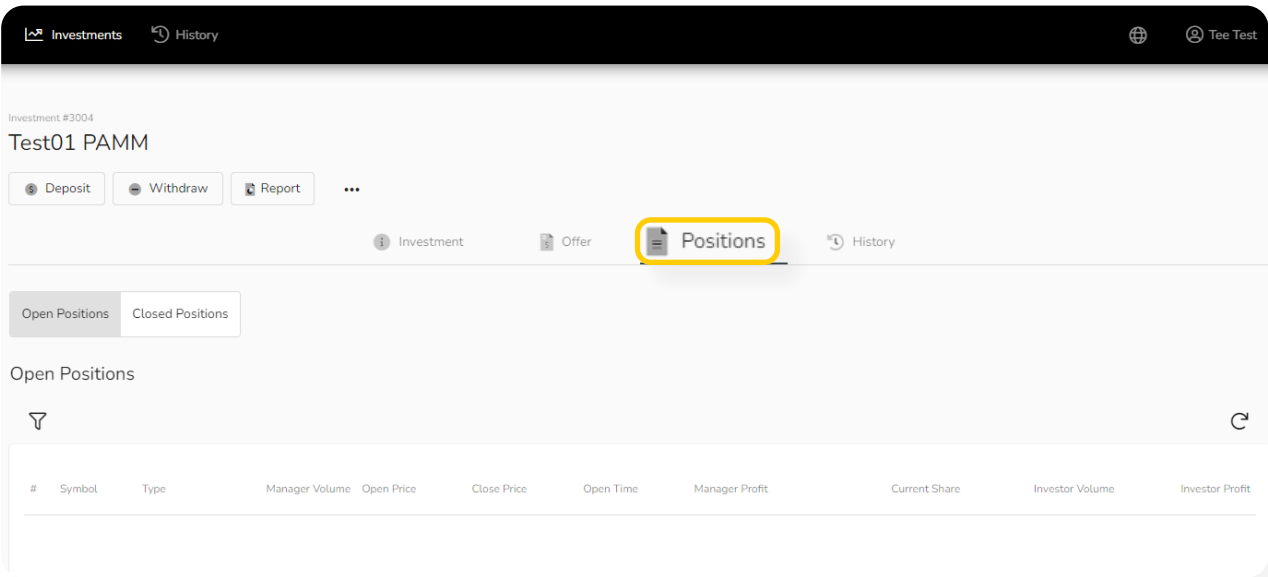 Investments History Tee Test
Investment #3004
Test01 PAMM
Deposit Withdraw Report •••
Investment Offer Positions History
Open Positions Closed Positions
Open Positions
# Symbol Type Manager Volume Open Price Close Price Open Time Manager Profit Current Share Investor Volume Investor Profit